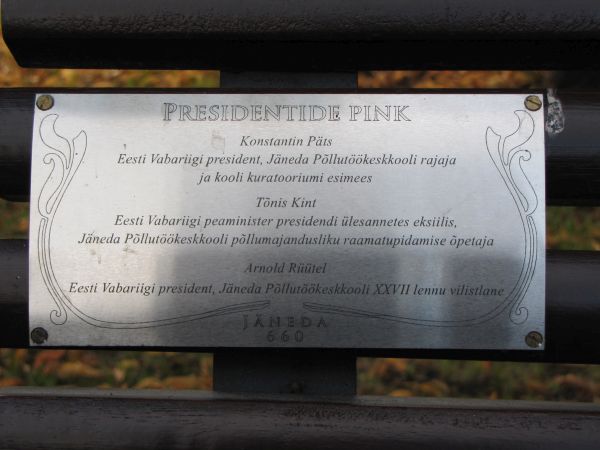 PRESIDENTIDE PINK
Konstantin Päts
Eesti Vabariigi president, Jäneda Põllutöökeskkooli rajaja
ja kooli kuratooriumi esimees
Tõnis Kint
Eesti Vabariigi peaminister presidendi ülesannetes eksiilis,
Jäneda Põllutöökeskkooli põllumajandusliku raamatupidamise õpetaja
Arnold Rüütel
Eesti Vabariigi president, Jäneda Põllutöökeskkooli XXVII lennu vilistlane
JÄNEDA
660